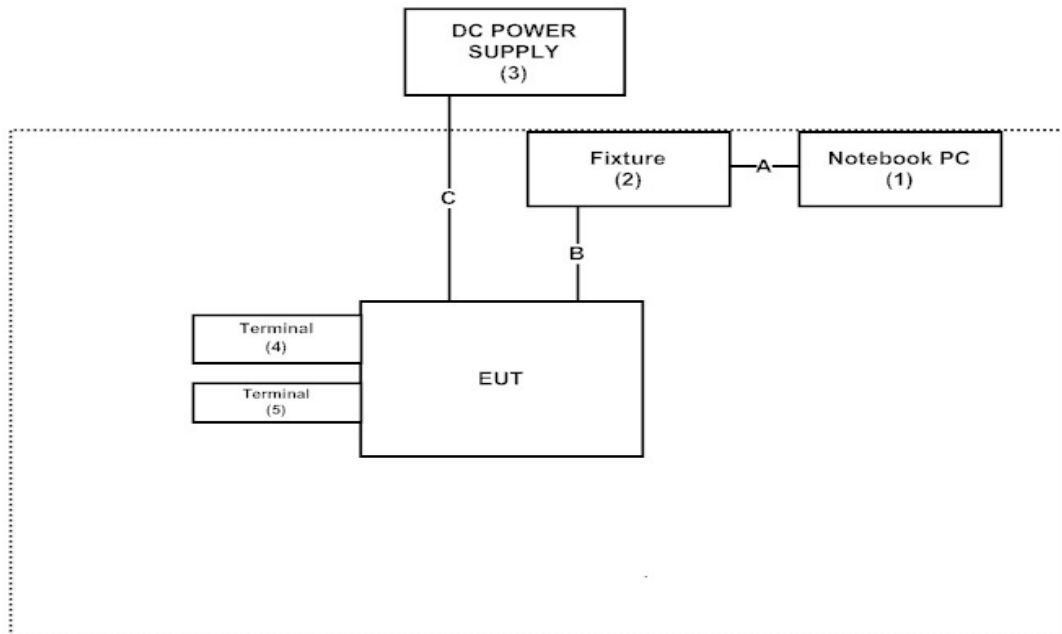 DC POWER
SUPPLY
(3)
Fixture
(2)
A
Notebook PC
(1)
C
B
Terminal
(4)
EUT
Terminal
(5)